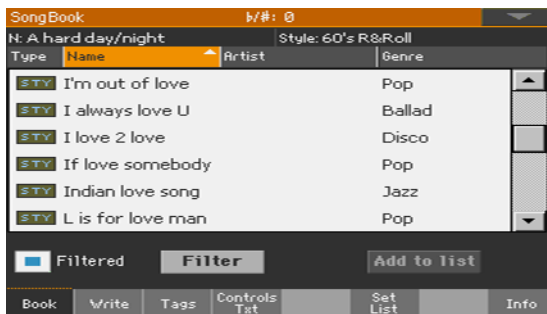 SongBook ♭/#: 0
N: A hard day/night Style: 60's R&Roll
Type Name Artist Genre
STY I'm out of love Pop
STY I always love U Ballad
STY I love 2 love Disco
STY If love somebody Pop
STY Indian love song Jazz
STY L is for love man Pop
Filtered Filter Add to list
Book Write Tags Controls Txt Set List Info